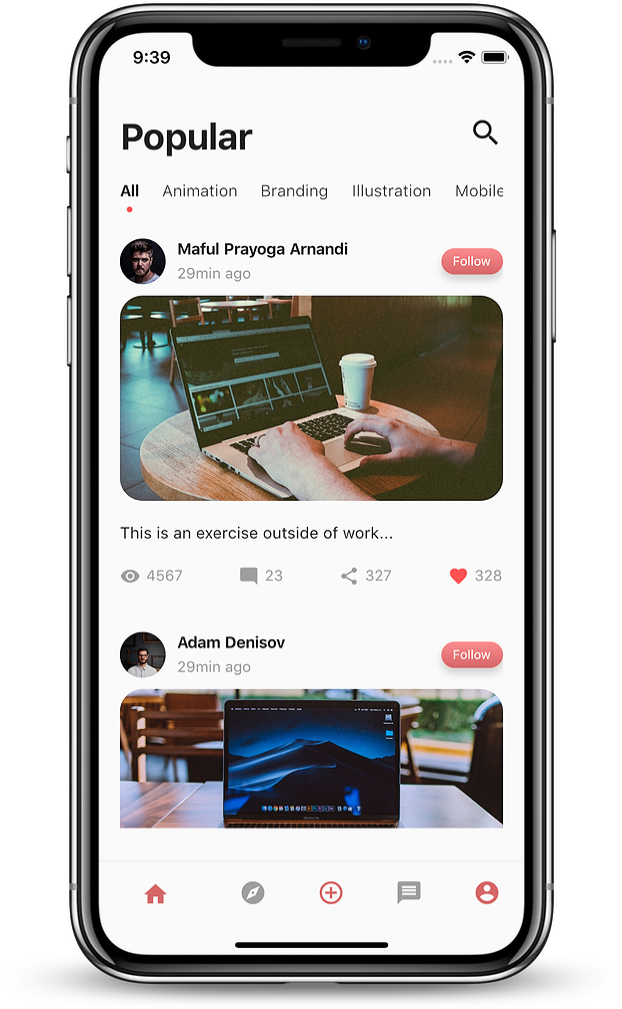 9:39
Popular
All Animation Branding Illustration Mobile
Maful Prayoga Arnandi
29min ago
Follow
This is an exercise outside of work...
4567 23 327 328
Adam Denisov
29min ago
Follow